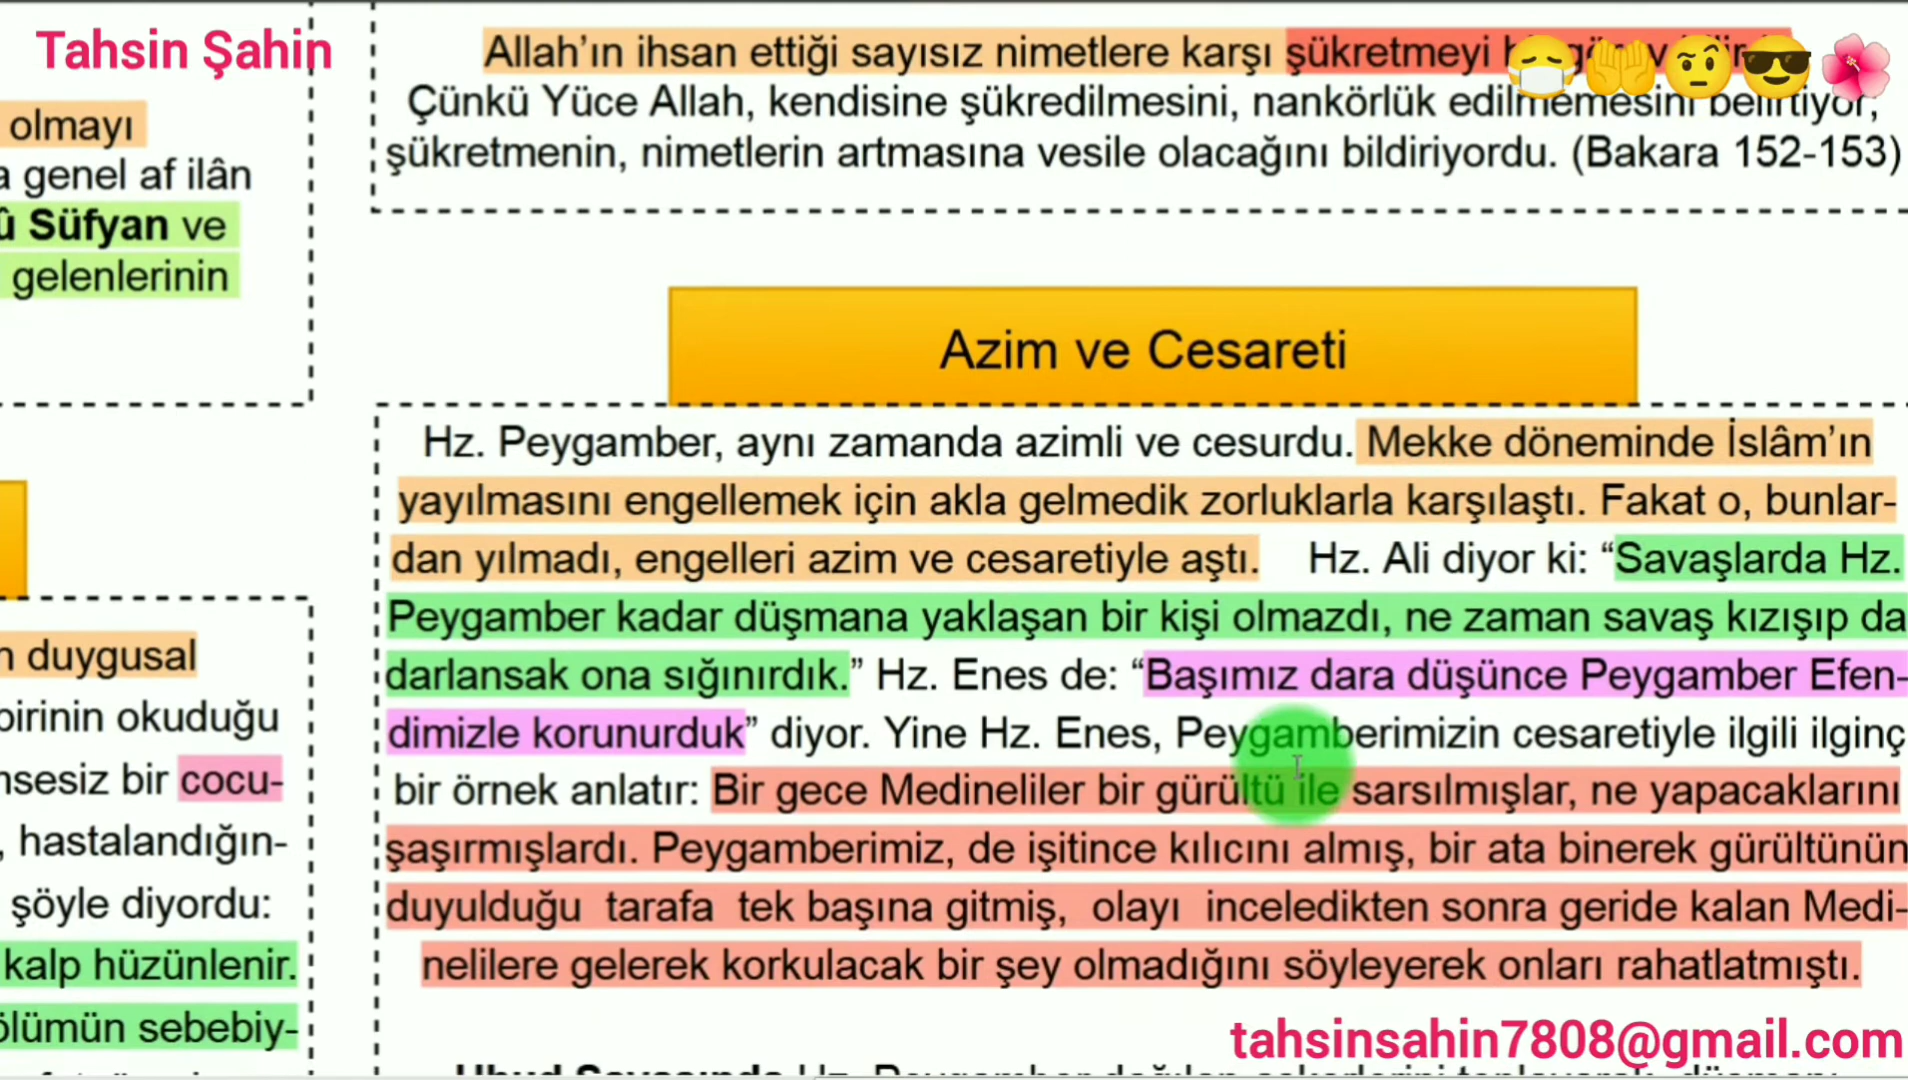 Tahsin Şahin
olmayı
a genel af ilân
û Süfyan ve
gelenlerinin
n duygusal
birinin okuduğu
nsesiz bir cocu-
, hastalandığın-
şöyle diyordu:
kalp hüzünlenir.
ölümün sebebiy-
Allah’ın ihsan ettiği sayısız nimetlere karşı şükretmeyi
Çünkü Yüce Allah, kendisine şükredilmesini, nankörlük edilmemesini belirtiyor,
şükretmenin, nimetlerin artmasına vesile olacağını bildiriyordu. (Bakara 152-153)
Azim ve Cesareti
Hz. Peygamber, aynı zamanda azimli ve cesurdu. Mekke döneminde İslâm’ın
yayılmasını engellemek için akla gelmedik zorluklarla karşılaştı. Fakat o, bunlar-
dan yılmadı, engelleri azim ve cesaretiyle aştı. Hz. Ali diyor ki: “Savaşlarda Hz.
Peygamber kadar düşmana yaklaşan bir kişi olmazdı, ne zaman savaş kızışıp da
darlansak ona sığınırdık.” Hz. Enes de: “Başımız dara düşünce Peygamber Efen-
dimizle korunurduk” diyor. Yine Hz. Enes, Peygamberimizin cesaretiyle ilgili ilginç
bir örnek anlatır: Bir gece Medineliler bir gürültü ile sarsılmışlar, ne yapacaklarını
şaşırmışlardı. Peygamberimiz, de işitince kılıcını almış, bir ata binerek gürültünün
duyulduğu tarafa tek başına gitmiş, olayı inceledikten sonra geride kalan Medi-
nelilere gelerek korkulacak bir şey olmadığını söyleyerek onları rahatlatmıştı.
tahsinsahin7808@gmail.com